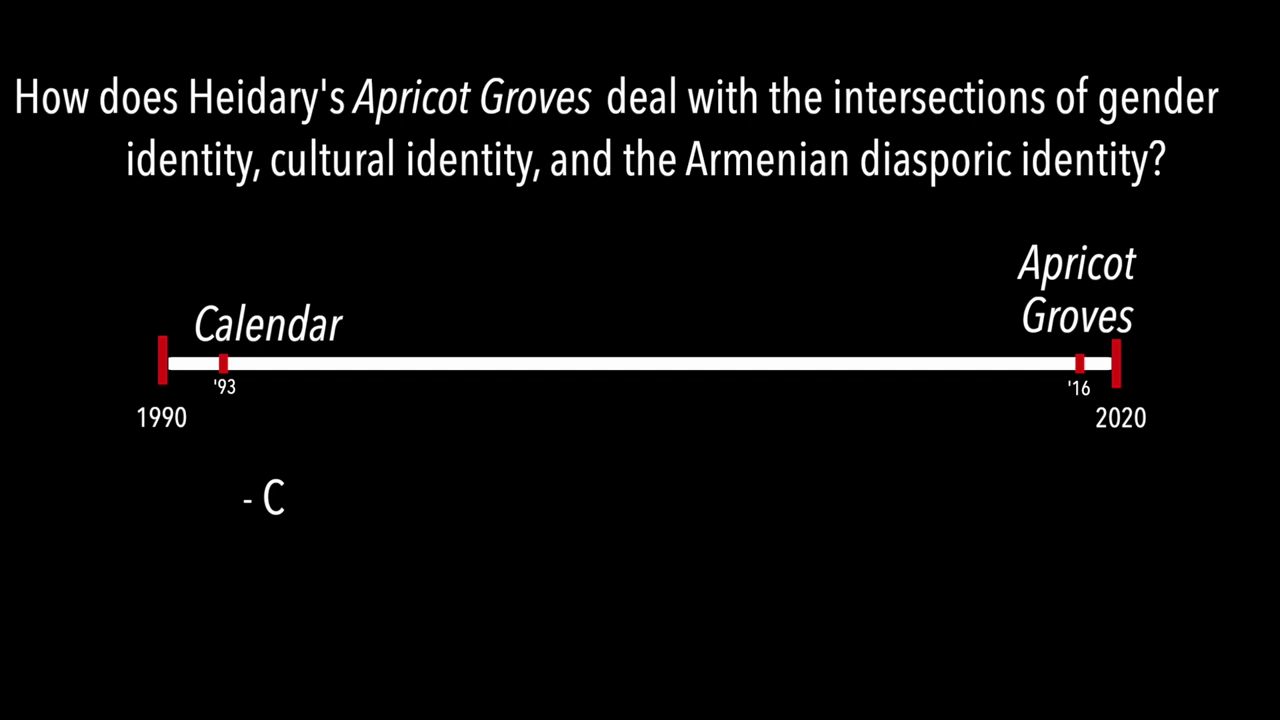 How does Heidary's Apricot Groves deal with the intersections of gender
identity, cultural identity, and the Armenian diasporic identity?
Apricot
Groves
Calendar
'93
'16
1990
2020
- C